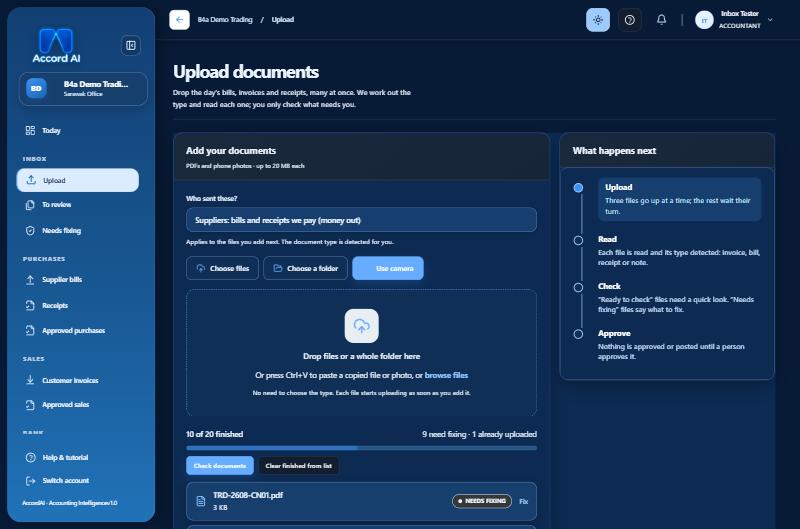 B4a Demo Trading / Upload
IT
Inbox Tester
ACCOUNTANT
Accord AI
BD
B4a Demo Tradi...
Sarawak Office
Today
INBOX
Upload
To review
Needs fixing
PURCHASES
Supplier bills
Receipts
Approved purchases
SALES
Customer invoices
Approved sales
BANK
Help & tutorial
Switch account
AccordAI - Accounting Intelligence v1.0
Upload documents
Drop the day's bills, invoices and receipts, many at once. We work out the
type and read each one; you only check what needs you.
Add your documents
PDFs and phone photos · up to 20 MB each
Who sent these?
Suppliers: bills and receipts we pay (money out)
Applies to the files you add next. The document type is detected for you.
Choose files
Choose a folder
Use camera
Drop files or a whole folder here
Or press Ctrl+V to paste a copied file or photo, or browse files
No need to choose the type. Each file starts uploading as soon as you add it.
10 of 20 finished
9 need fixing · 1 already uploaded
Check documents
Clear finished from list
TRD-2608-CN01.pdf
3 KB
NEEDS FIXING
Fix
What happens next
Upload
Three files go up at a time; the rest wait their
turn.
Read
Each file is read and its type detected: invoice, bill,
receipt or note.
Check
"Ready to check" files need a quick look. "Needs
fixing" files say what to fix.
Approve
Nothing is approved or posted until a person
approves it.